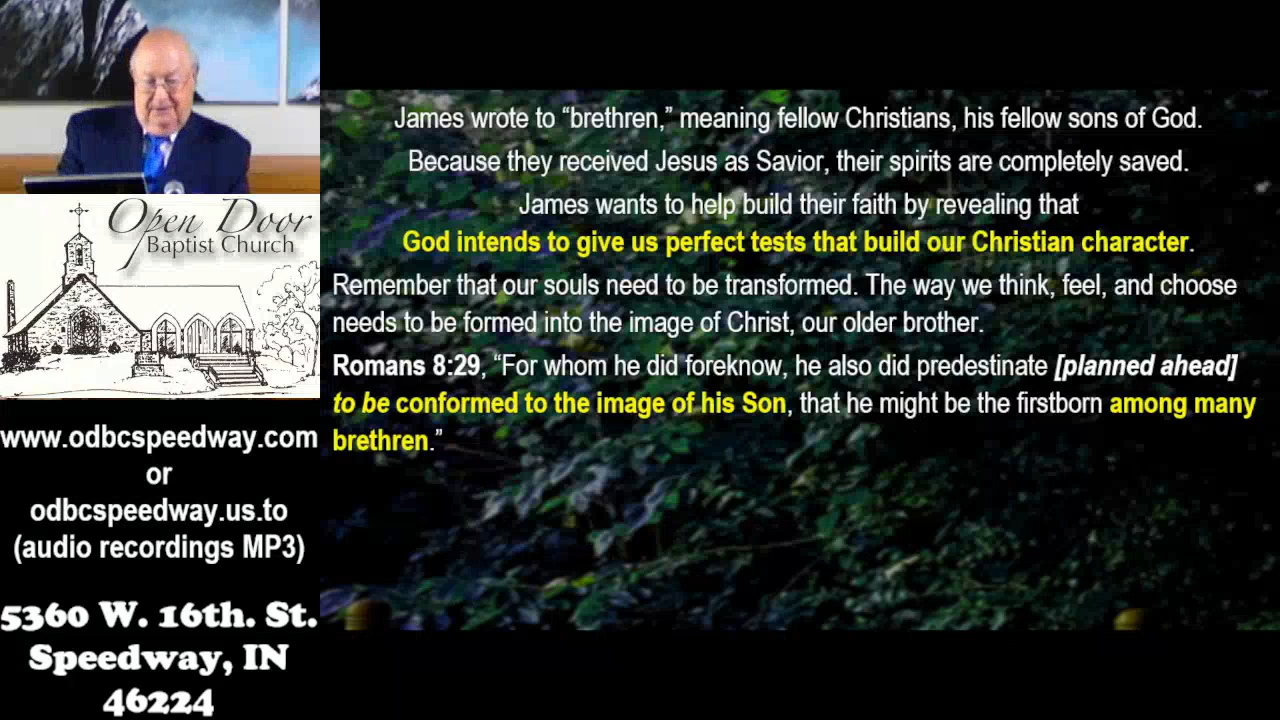 Open Door
Baptist Church
www.odbcspeedway.com
or
odbcspeedway.us.to
(audio recordings MP3)
5360 W. 16th. St.
Speedway, IN
46224
James wrote to “brethren,” meaning fellow Christians, his fellow sons of God.
Because they received Jesus as Savior, their spirits are completely saved.
James wants to help build their faith by revealing that
God intends to give us perfect tests that build our Christian character.
Remember that our souls need to be transformed. The way we think, feel, and choose
needs to be formed into the image of Christ, our older brother.
Romans 8:29, “For whom he did foreknow, he also did predestinate [planned ahead]
to be conformed to the image of his Son, that he might be the firstborn among many
brethren.”